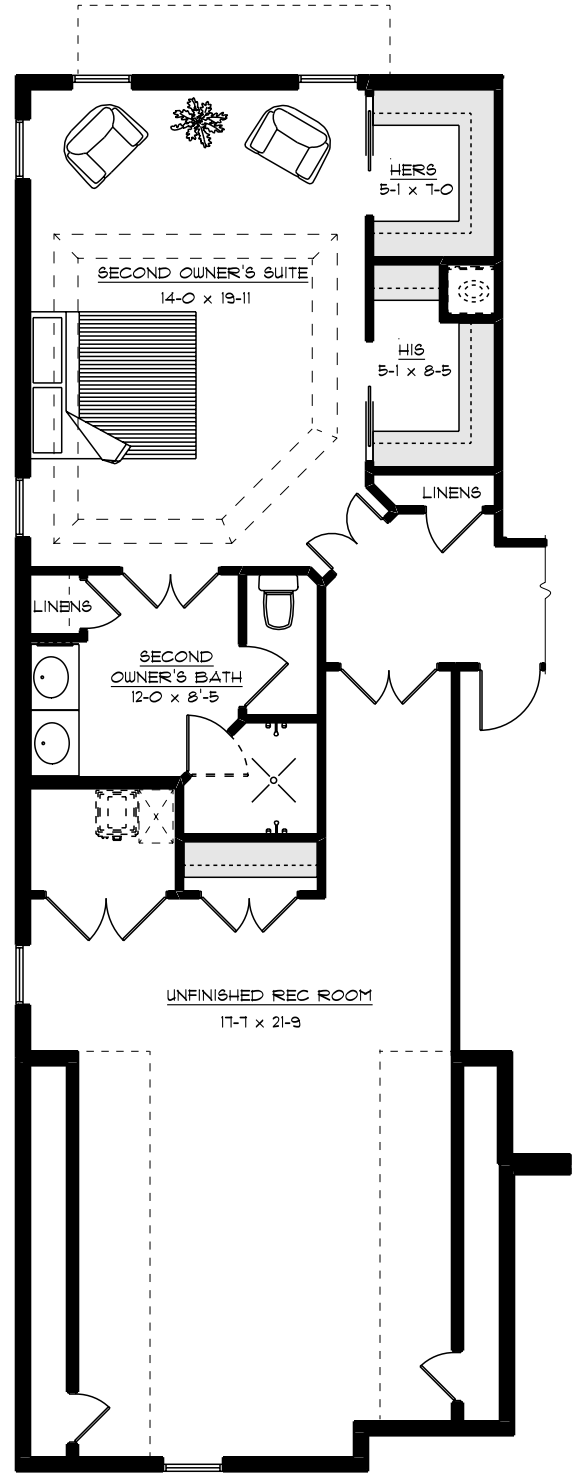 HERS
5-1 x 7-0
SECOND OWNER'S SUITE
14-0 x 19-11
HIS
5-1 x 8-5
LINENS
LINENS
SECOND
OWNER'S BATH
12-0 x 8'-5
UNFINISHED REC ROOM
17-7 x 21-9